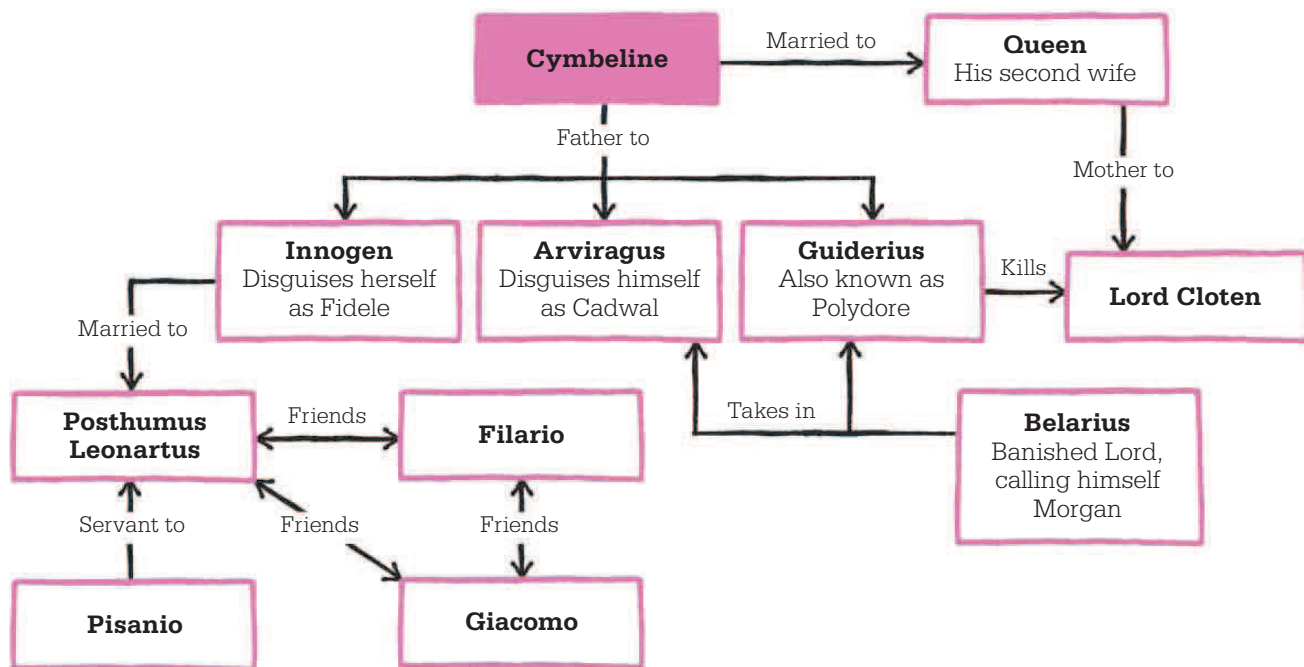 Cymbeline
Married to
Queen
His second wife
Father to
Mother to
Innogen
Disguises herself
as Fidele
Arviragus
Disguises himself
as Cadwal
Guiderius
Also known as
Polydore
Kills
Lord Cloten
Married to
Posthumus
Leonartus
Friends
Filario
Takes in
Belarius
Banished Lord,
calling himself
Morgan
Servant to
Friends
Friends
Pisanio
Giacomo